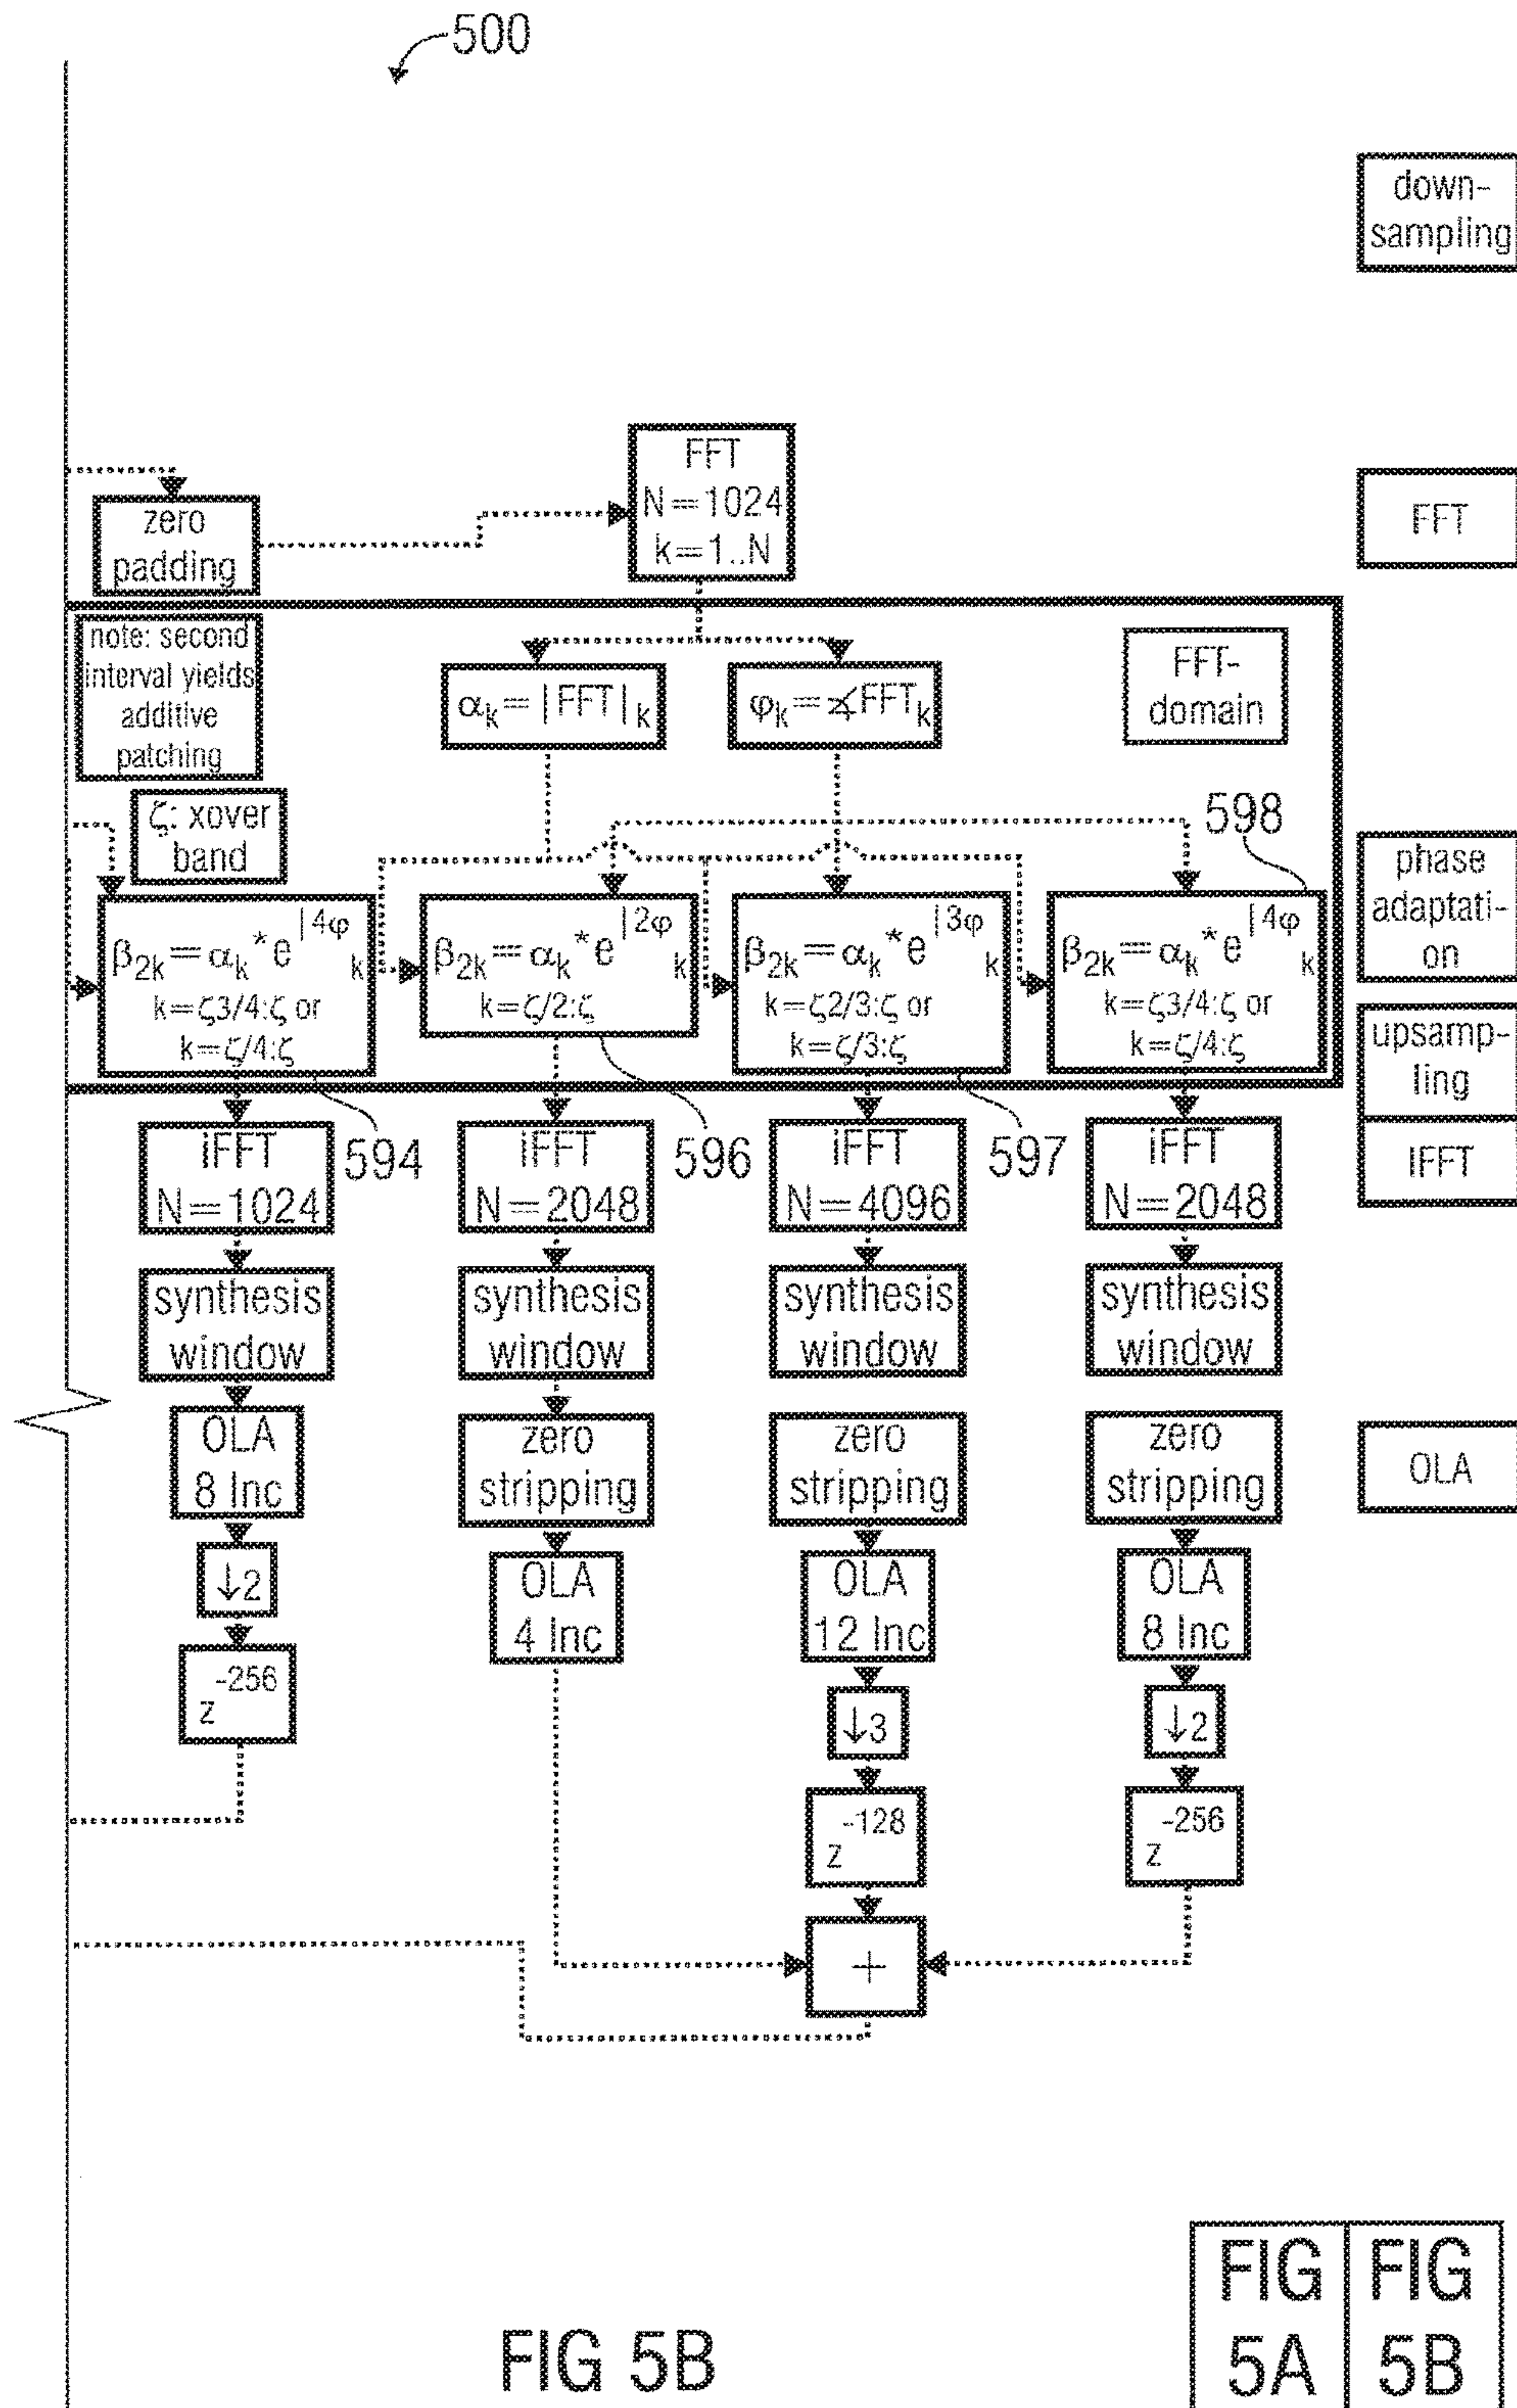 500
down-
sampling
zero
padding
FFT
N=1024
k=1..N
FFT
note: second
interval yields
additive
patching
αk=|FFT|k
φk=∡FFTk
FFT-
domain
ζ: xover
band
598
phase
adaptati-
on
β2k=αk*e|4φk
k=ζ3/4:ζ or
k=ζ/4:ζ
β2k=αk*e|2φk
k=ζ/2:ζ
β2k=αk*e|3φk
k=ζ2/3:ζ or
k=ζ/3:ζ
β2k=αk*e|4φk
k=ζ3/4:ζ or
k=ζ/4:ζ
upsamp-
ling
594
596
597
iFFT
N=1024
iFFT
N=2048
iFFT
N=4096
iFFT
N=2048
IFFT
synthesis
window
synthesis
window
synthesis
window
synthesis
window
OLA
8 Inc
zero
stripping
zero
stripping
zero
stripping
OLA
↓2
OLA
4 Inc
OLA
12 Inc
OLA
8 Inc
z-256
↓3
↓2
z-128
z-256
+
FIG 5B
FIG
5A
FIG
5B